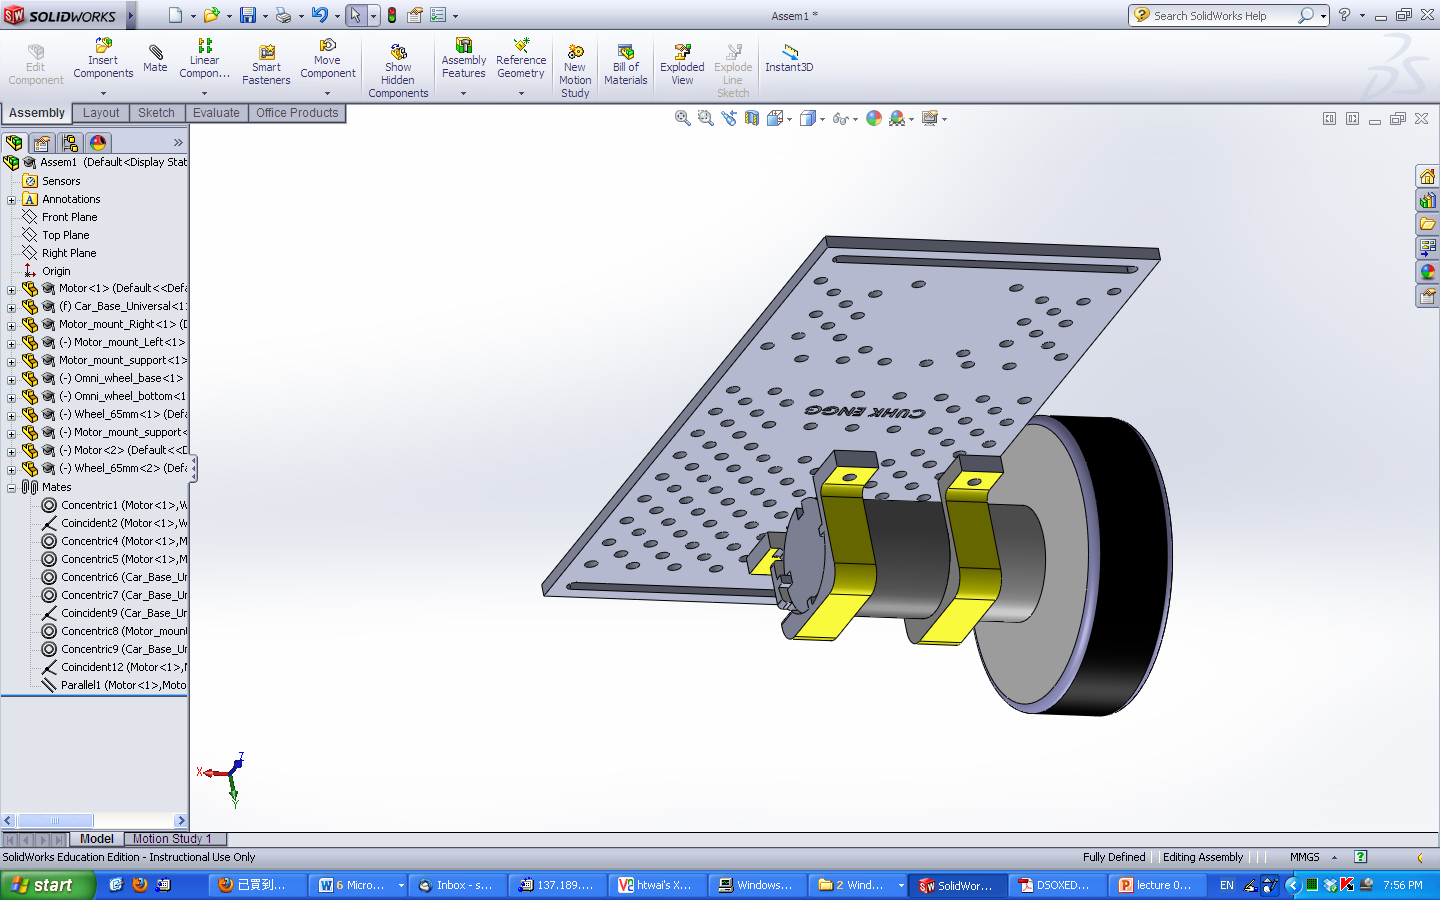 SOLIDWORKS
Assem1 *
Search SolidWorks Help
Edit Component
Insert Components
Mate
Linear Compon...
Smart Fasteners
Move Component
Show Hidden Components
Assembly Features
Reference Geometry
New Motion Study
Bill of Materials
Exploded View
Explode Line Sketch
Instant3D
Assembly Layout Sketch Evaluate Office Products
Assem1 (Default<Display Stat
Sensors
Annotations
Front Plane
Top Plane
Right Plane
Origin
Motor<1> (Default<<Defa
(f) Car_Base_Universal<1
Motor_mount_Right<1> (D
(-) Motor_mount_Left<1>
Motor_mount_support<1>
(-) Omni_wheel_base<1>
(-) Omni_wheel_bottom<1
(-) Wheel_65mm<1> (Defa
(-) Motor_mount_support<
(-) Motor<2> (Default<<D
(-) Wheel_65mm<2> (Defa
Mates
Concentric1 (Motor<1>,W
Coincident2 (Motor<1>,W
Concentric4 (Motor<1>,M
Concentric5 (Motor<1>,M
Concentric6 (Car_Base_Ur
Concentric7 (Car_Base_Ur
Coincident9 (Car_Base_Ur
Concentric8 (Motor_mount
Concentric9 (Car_Base_Ur
Coincident12 (Motor<1>,M
Parallel1 (Motor<1>,Moto
CUHK ENGG
X
Y
Z
Model Motion Study 1
SolidWorks Education Edition - Instructional Use Only
Fully Defined Editing Assembly MMGS
start
已買到...
6 Micro...
Inbox - s...
137.189....
htwai's X...
Windows...
2 Wind...
SolidWor...
DSOXED...
lecture 0...
EN
7:56 PM